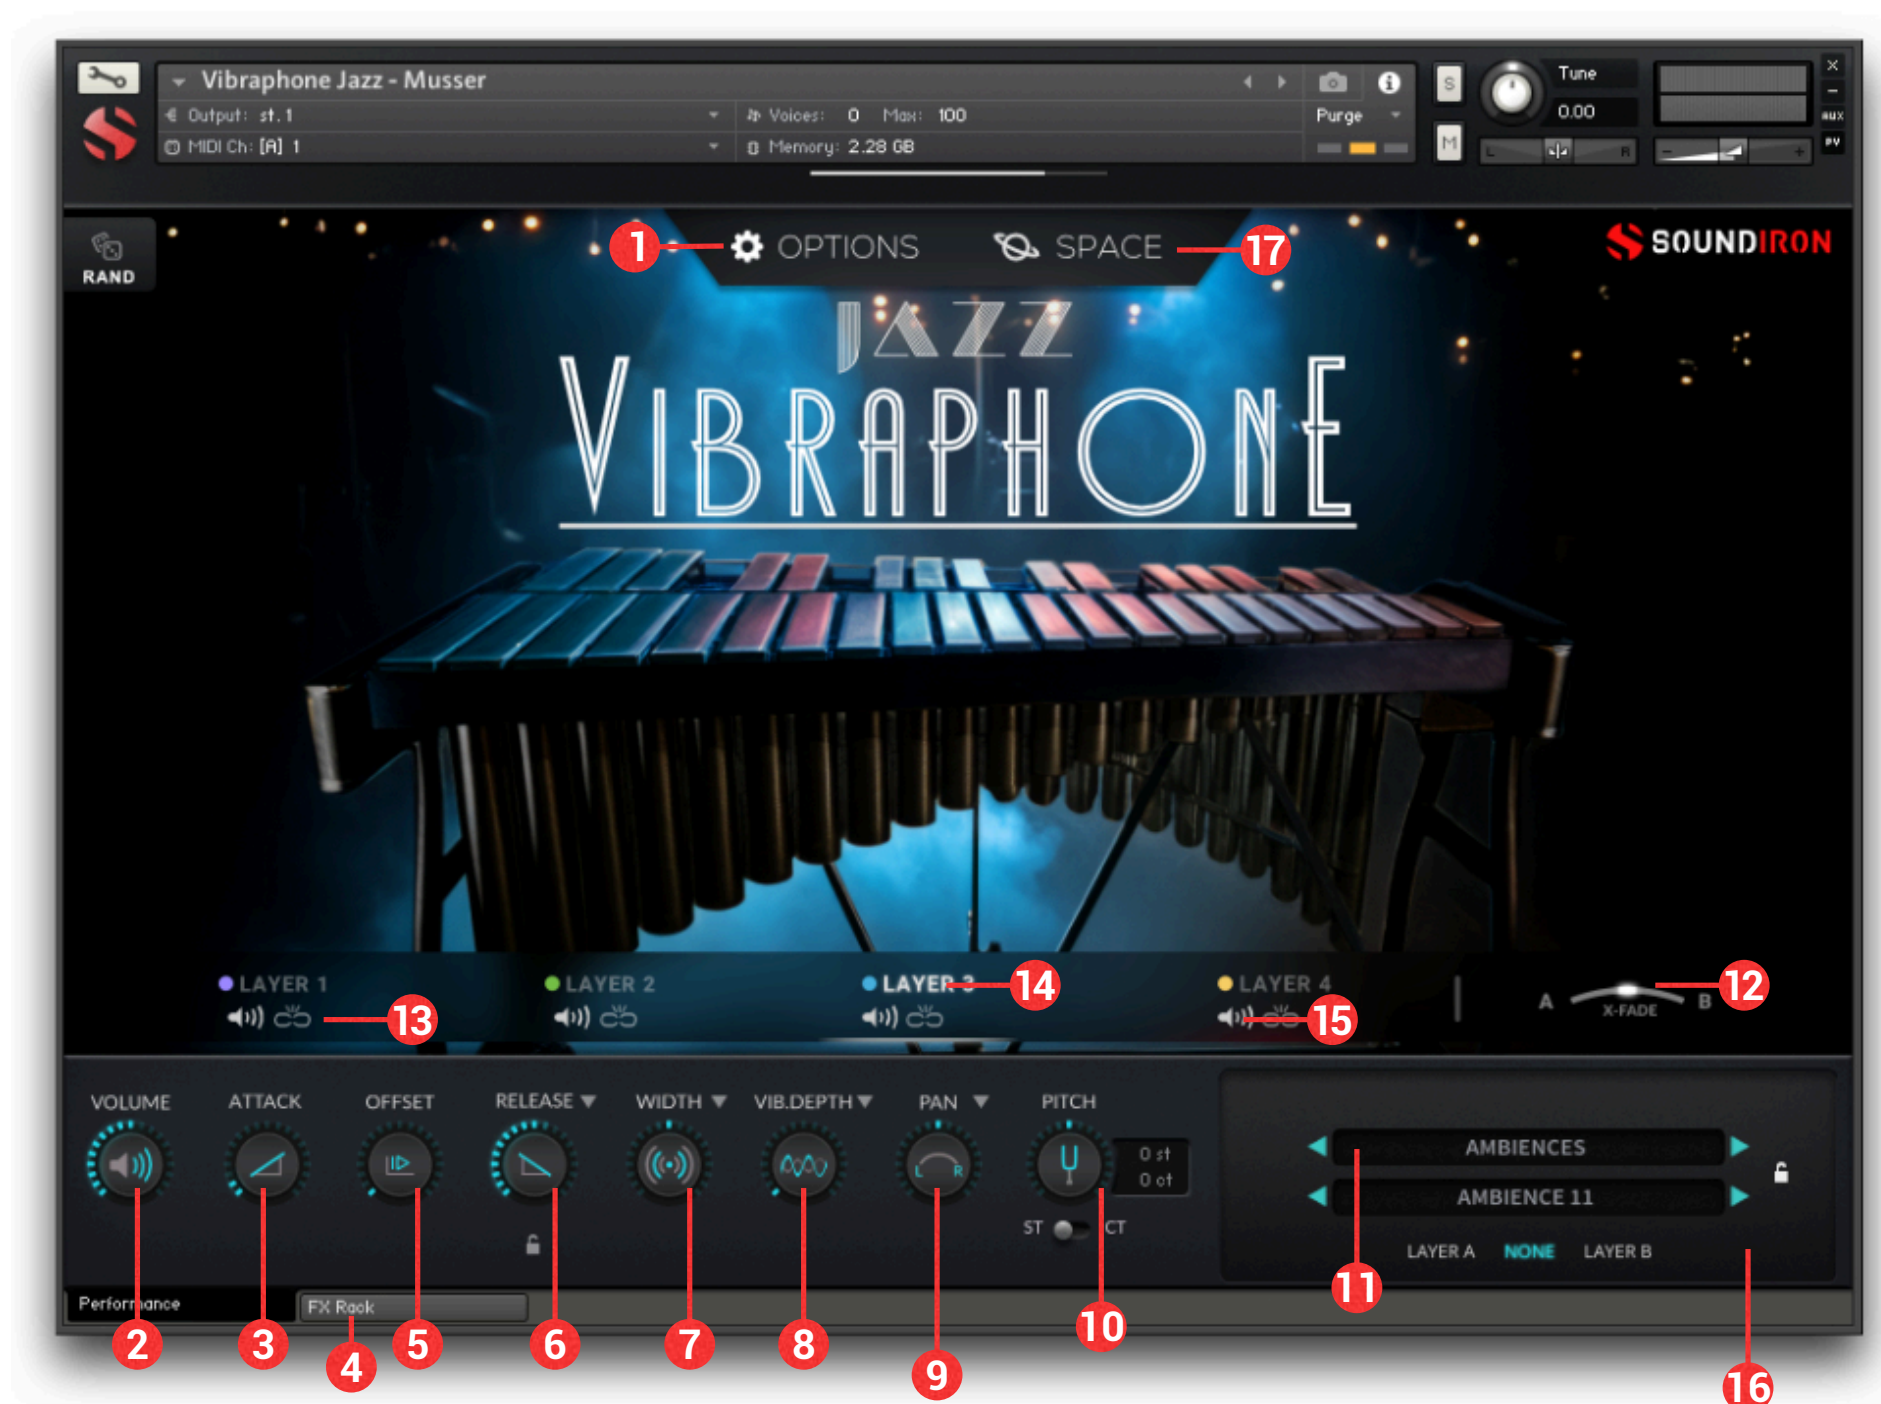 Vibraphone Jazz - Musser
Output: st.1
Voices: 0 Max: 100
Purge
MIDI Ch: [A] 1
Memory: 2.28 GB
S
M
Tune
0.00
L R
- +
×
-
AUX
PV
RAND
1 OPTIONS SPACE 17
SOUNDIRON
JAZZ
VIBRAPHONE
LAYER 1
LAYER 2
LAYER 3 14
LAYER 4
A X-FADE B 12
13
15
VOLUME ATTACK OFFSET RELEASE WIDTH VIB.DEPTH PAN PITCH
L R
0 st
0 ct
ST CT
AMBIENCES
AMBIENCE 11
LAYER A NONE LAYER B
11
Performance
FX Rack
2 3 4 5 6 7 8 9 10 16